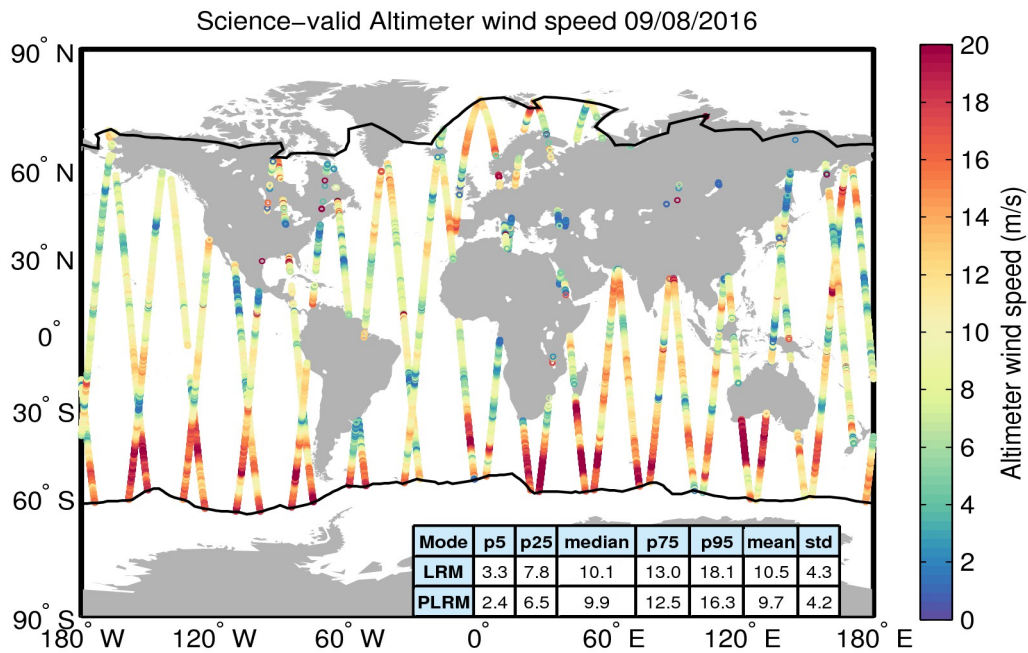 Science−valid Altimeter wind speed 09/08/2016
90° N
60° N
30° N
0°
30° S
60° S
90° S
180° W
120° W
60° W
0°
60° E
120° E
180° E
Mode p5 p25 median p75 p95 mean std
LRM 3.3 7.8 10.1 13.0 18.1 10.5 4.3
PLRM 2.4 6.5 9.9 12.5 16.3 9.7 4.2
20
18
16
14
12
10
8
6
4
2
0
Altimeter wind speed (m/s)